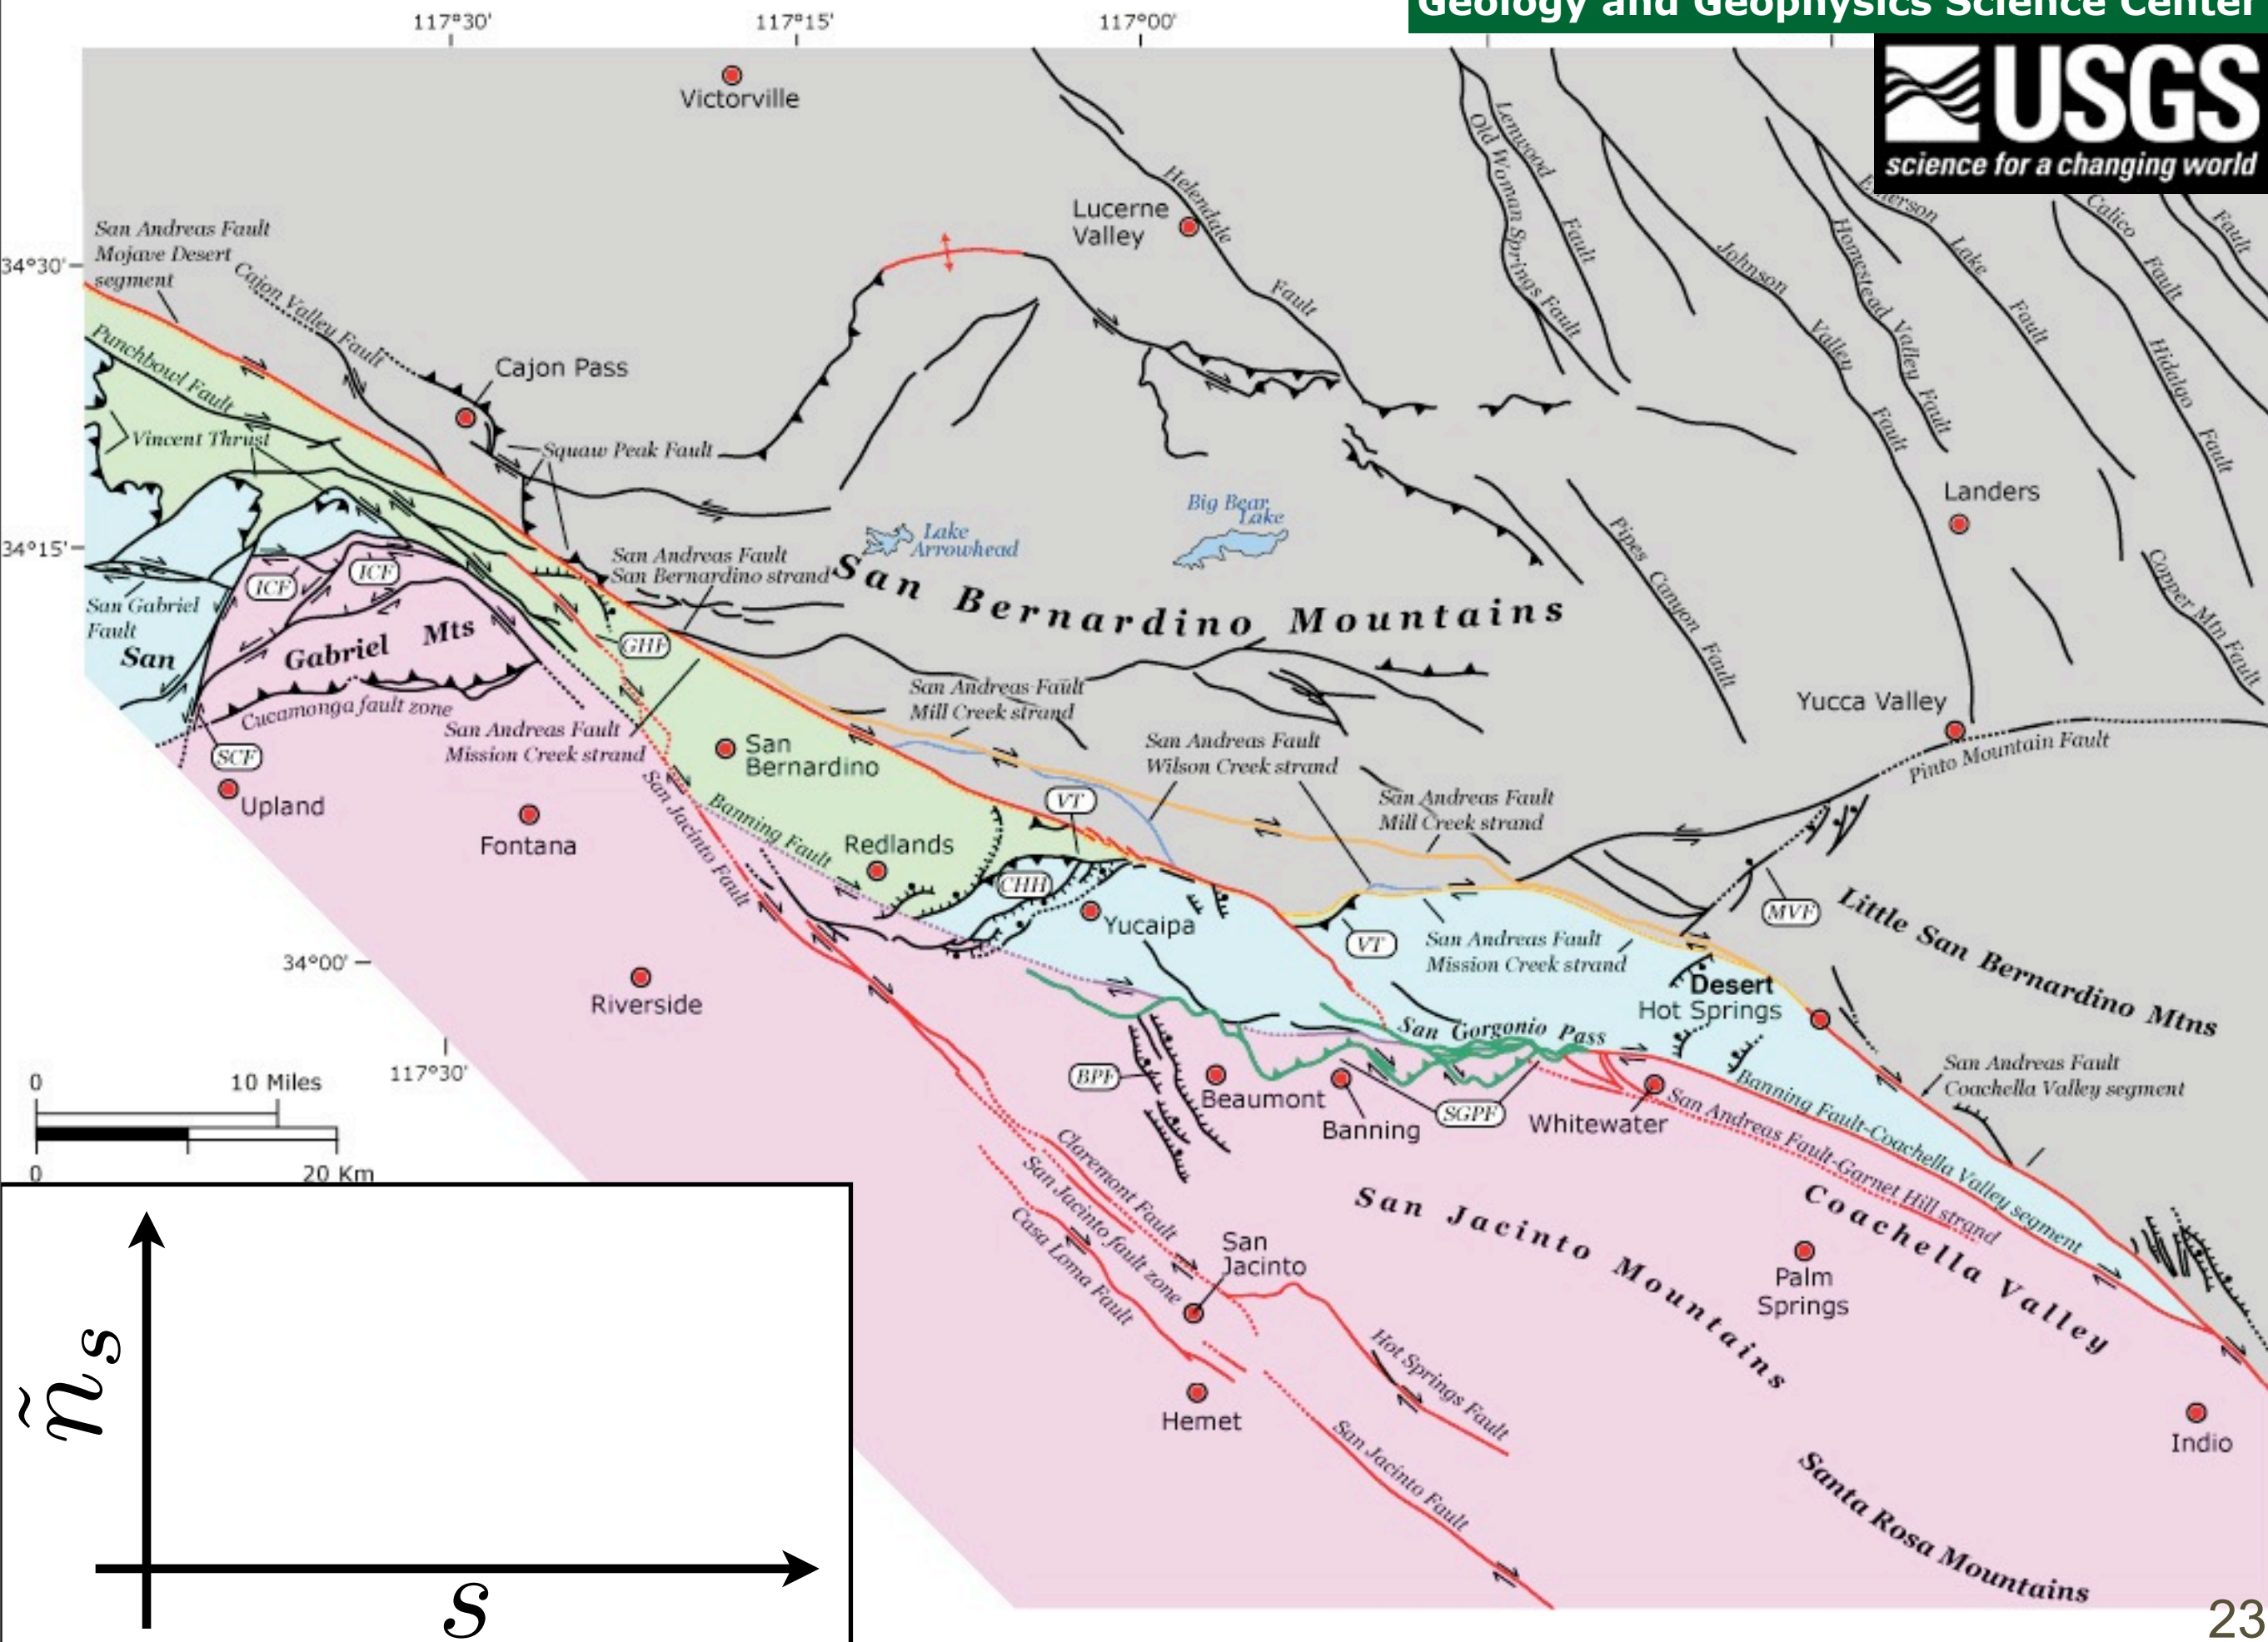 Geology and Geophysics Science Center
USGS
science for a changing world
117°30'
117°15'
117°00'
34°30'
34°15'
34°00'
117°30'
Victorville
Lucerne
Valley
Helendale
Fault
Old Woman Springs Fault
Lenwood
Fault
Johnson
Valley
Fault
Homestead Valley Fault
Emerson
Lake
Fault
Calico
Fault
Hidalgo
Fault
Fault
San Andreas Fault
Mojave Desert
segment
Cajon Valley Fault
Cajon Pass
Punchbowl Fault
Vincent Thrust
Squaw Peak Fault
Landers
Big Bear
Lake
Lake
Arrowhead
San Andreas Fault
San Bernardino strand
San Bernardino Mountains
Pipes Canyon Fault
Copper Mtn Fault
ICF
ICF
San Gabriel
Fault
San
Gabriel Mts
GHF
Cucamonga fault zone
SCF
Upland
San Andreas Fault
Mission Creek strand
San Andreas Fault
Mill Creek strand
San Andreas Fault
Wilson Creek strand
Yucca Valley
Pinto Mountain Fault
San
Bernardino
Fontana
San Jacinto Fault
Banning Fault
VT
San Andreas Fault
Mill Creek strand
Redlands
CHH
Yucaipa
VT
San Andreas Fault
Mission Creek strand
MVF
Little San Bernardino Mtns
Riverside
Desert
Hot Springs
San Gorgonio Pass
BPF
Beaumont
Banning
SGPF
Whitewater
San Andreas Fault
Coachella Valley segment
Banning Fault-Coachella Valley segment
San Andreas Fault-Garnet Hill strand
Coachella Valley
0
10 Miles
0
20 Km
Claremont Fault
San Jacinto fault zone
Casa Loma Fault
San
Jacinto
San Jacinto Mountains
Palm
Springs
Hot Springs Fault
Hemet
San Jacinto Fault
Indio
Santa Rosa Mountains
ñ s
s
23